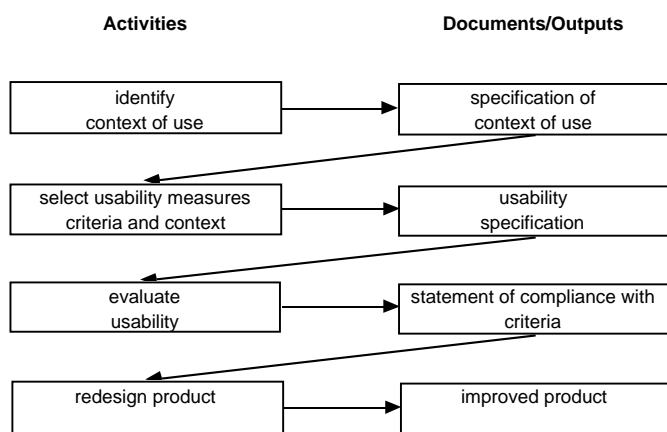 Activities
Documents/Outputs
identify
context of use
specification of
context of use
select usability measures
criteria and context
usability
specification
evaluate
usability
statement of compliance with
criteria
redesign product
improved product